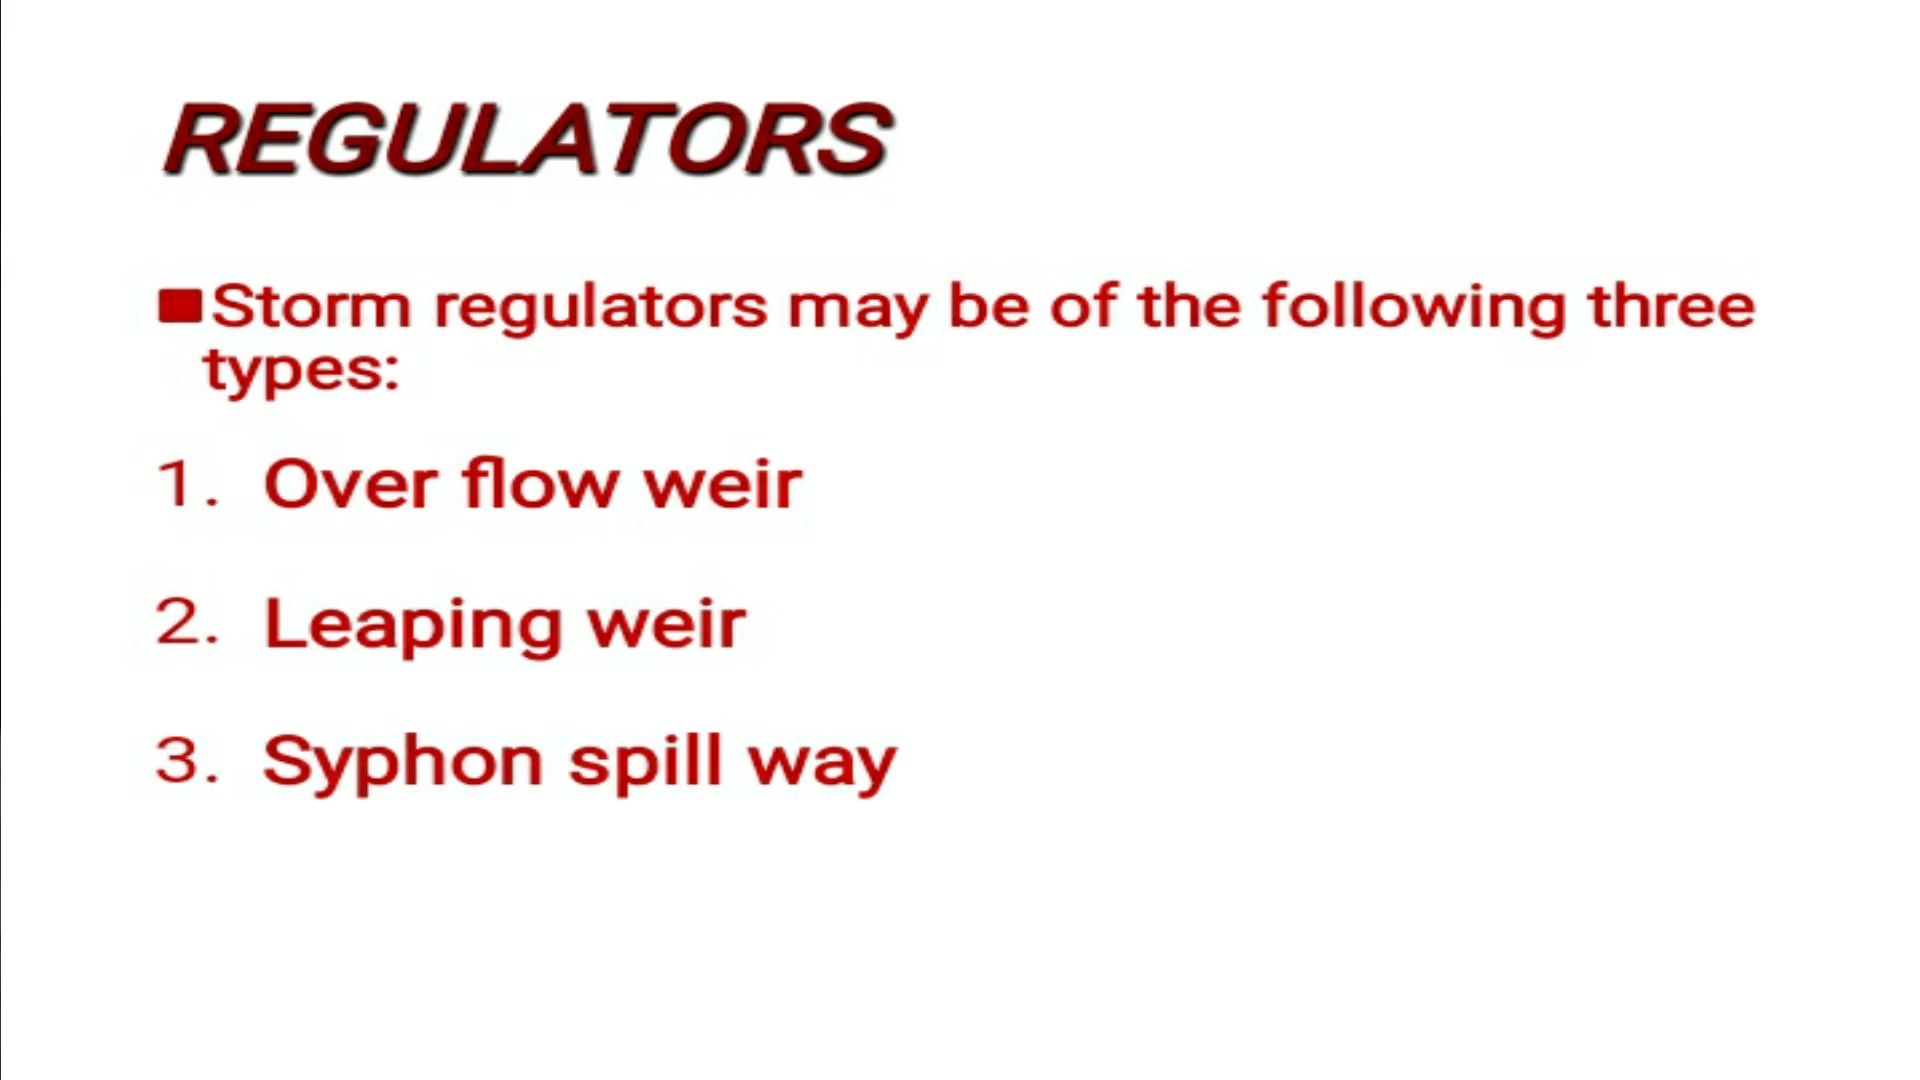 REGULATORS
Storm regulators may be of the following three
types:
1. Over flow weir
2. Leaping weir
3. Syphon spill way